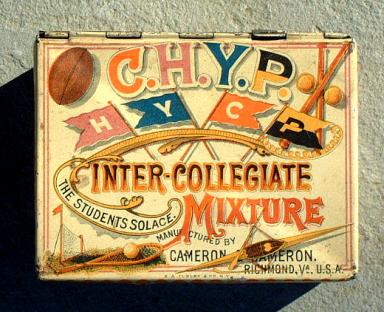 C.H.Y.P.
H Y C P
INTER-COLLEGIATE
THE STUDENTS SOLACE.
MIXTURE
MANUFACTURED BY
CAMERON & CAMERON.
RICHMOND, VA. U.S.A.